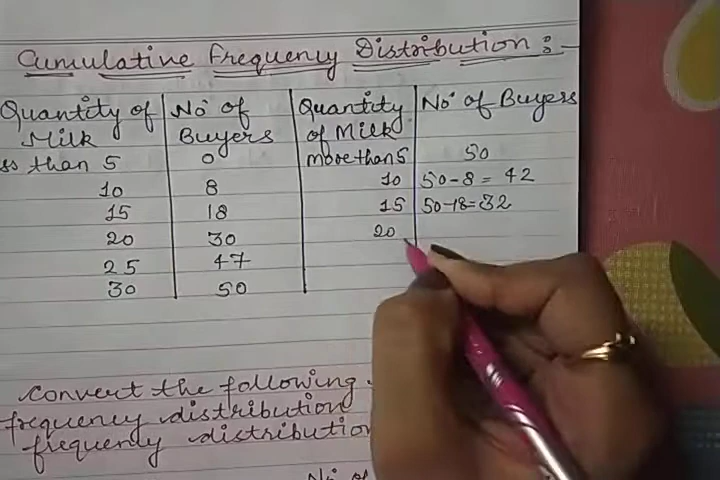 Cumulative Frequency Distribution :-
Quantity of Milk | No of Buyers | Quantity of Milk | No of Buyers
ss than 5 | 0 | more than 5 | 50
10 | 8 | 10 | 50-8 = 42
15 | 18 | 15 | 50-18=32
20 | 30 | 20
25 | 47
30 | 50
convert the following
frequency distribution
frequency distribution
No of